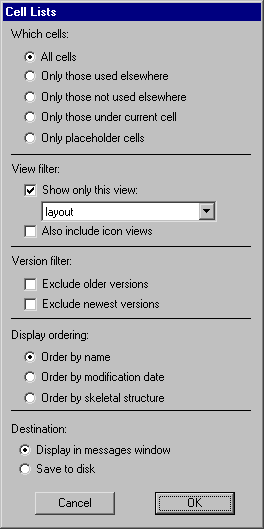 Cell Lists
Which cells:
All cells
Only those used elsewhere
Only those not used elsewhere
Only those under current cell
Only placeholder cells
View filter:
Show only this view:
layout
Also include icon views
Version filter:
Exclude older versions
Exclude newest versions
Display ordering:
Order by name
Order by modification date
Order by skeletal structure
Destination:
Display in messages window
Save to disk
Cancel OK